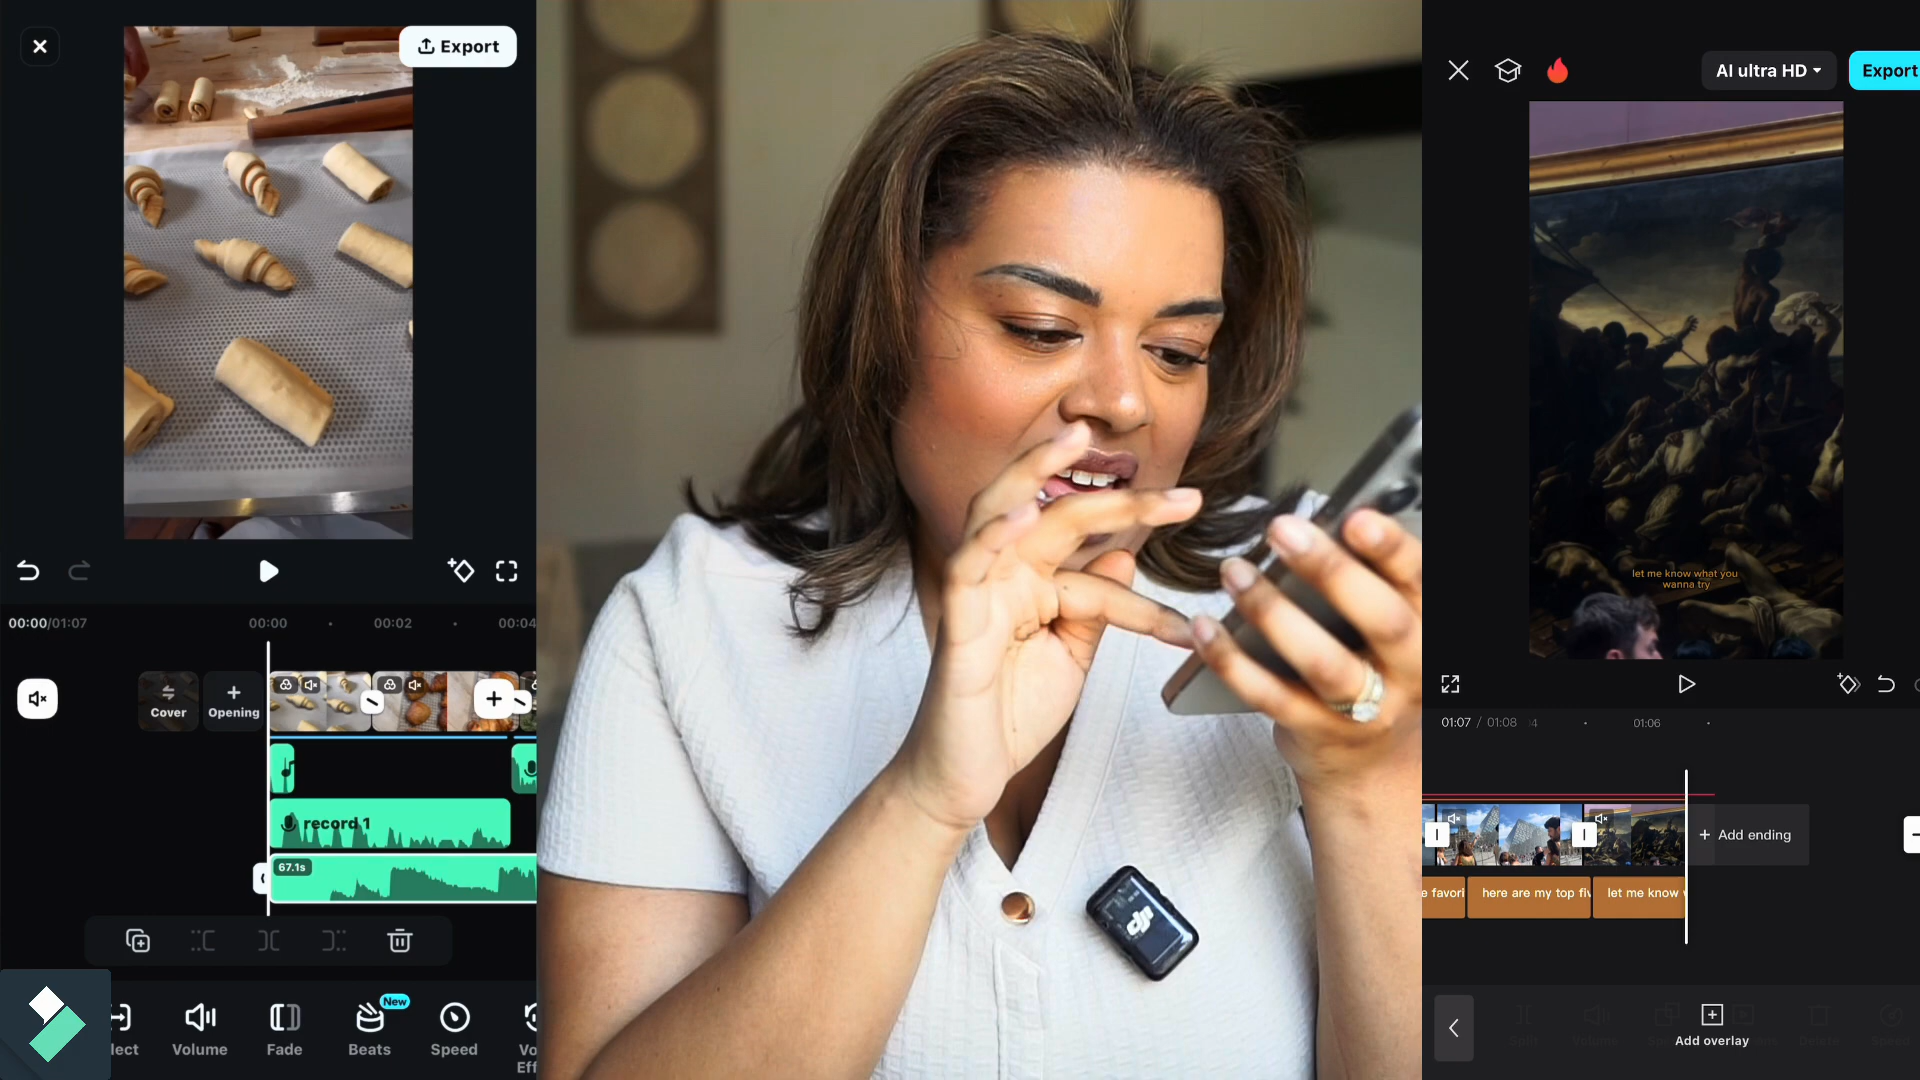 Export
00:00/01:07
00:00
00:02
00:04
Cover
Opening
record 1
67.1s
New
lect
Volume
Fade
Beats
Speed
Vo
Eff
dji
AI ultra HD
Export
let me know what you
wanna try
01:07 / 01:08
01:06
Add ending
e favori
here are my top fiv
let me know
Add overlay